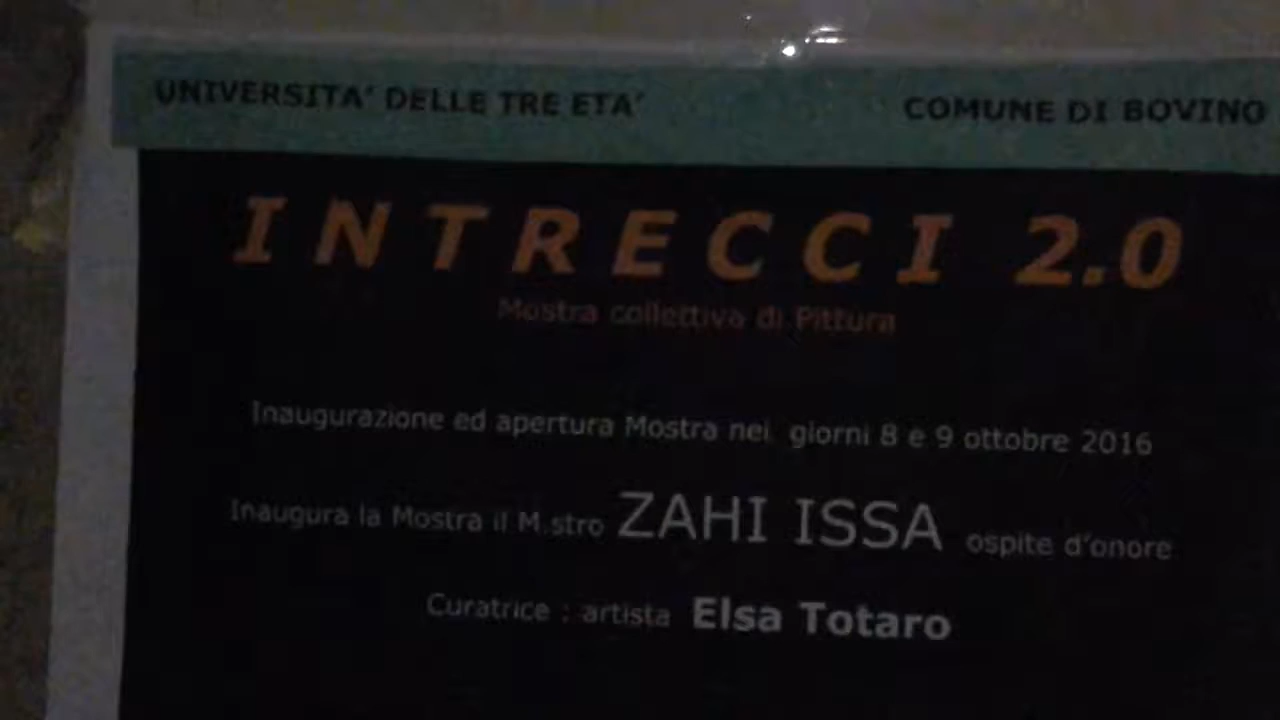 UNIVERSITA' DELLE TRE ETA' COMUNE DI BOVINO
INTRECCI 2.0
Mostra collettiva di Pittura
Inaugurazione ed apertura Mostra nei giorni 8 e 9 ottobre 2016
Inaugura la Mostra il M.stro ZAHI ISSA ospite d'onore
Curatrice : artista Elsa Totaro